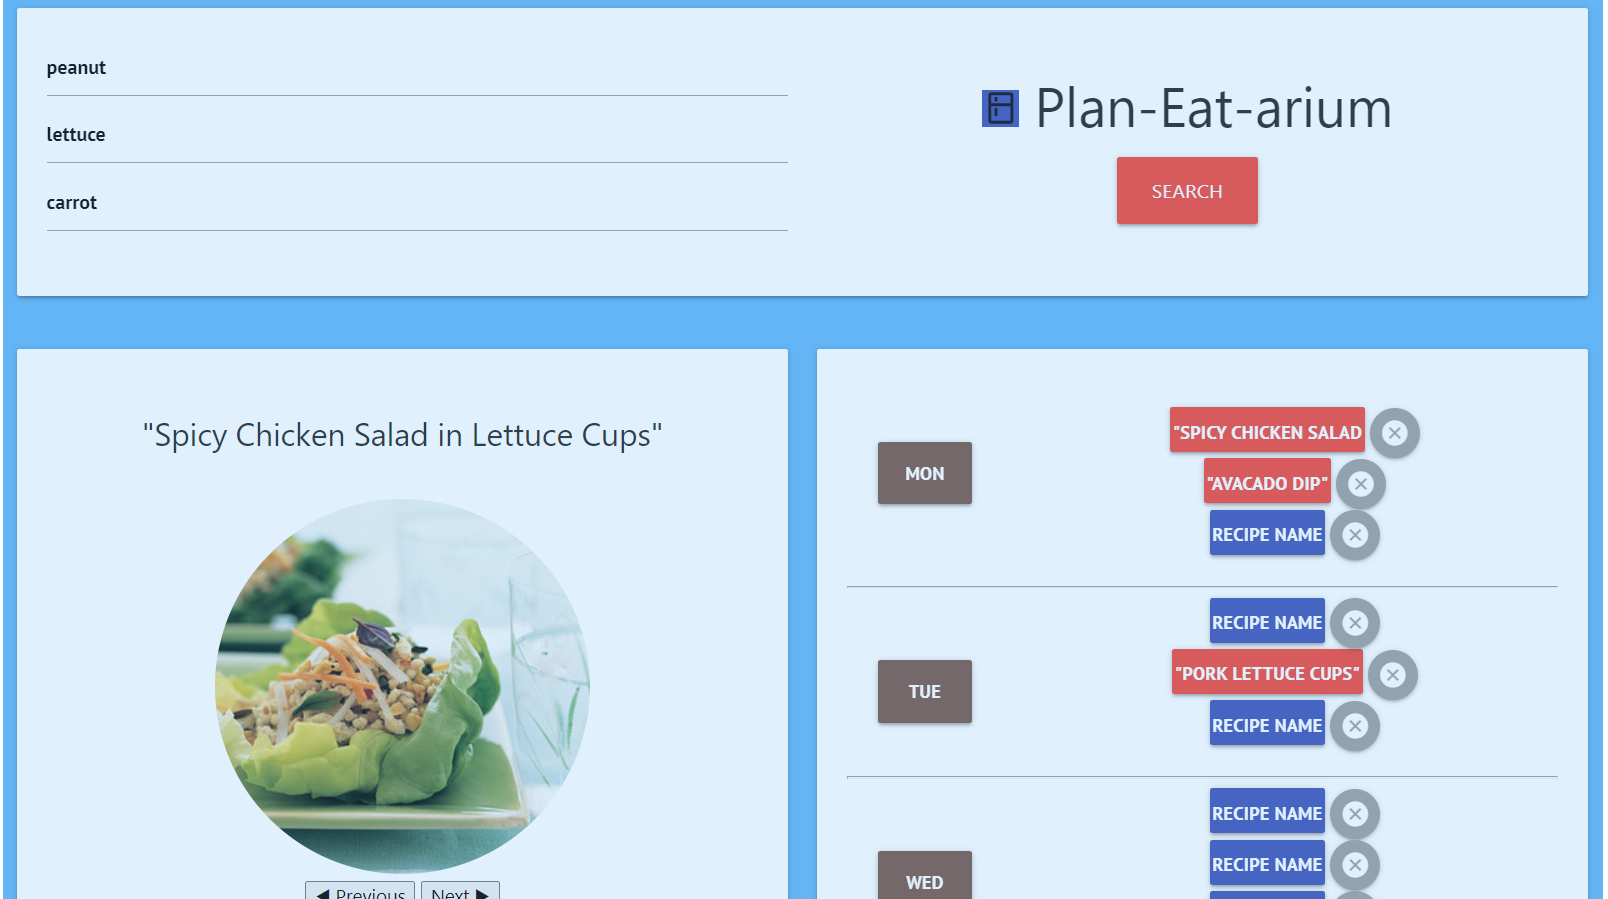 peanut
lettuce
carrot
Plan-Eat-arium
SEARCH
"Spicy Chicken Salad in Lettuce Cups"
◀ Previous
Next ▶
MON
"SPICY CHICKEN SALAD
"AVACADO DIP"
RECIPE NAME
TUE
RECIPE NAME
"PORK LETTUCE CUPS"
RECIPE NAME
WED
RECIPE NAME
RECIPE NAME